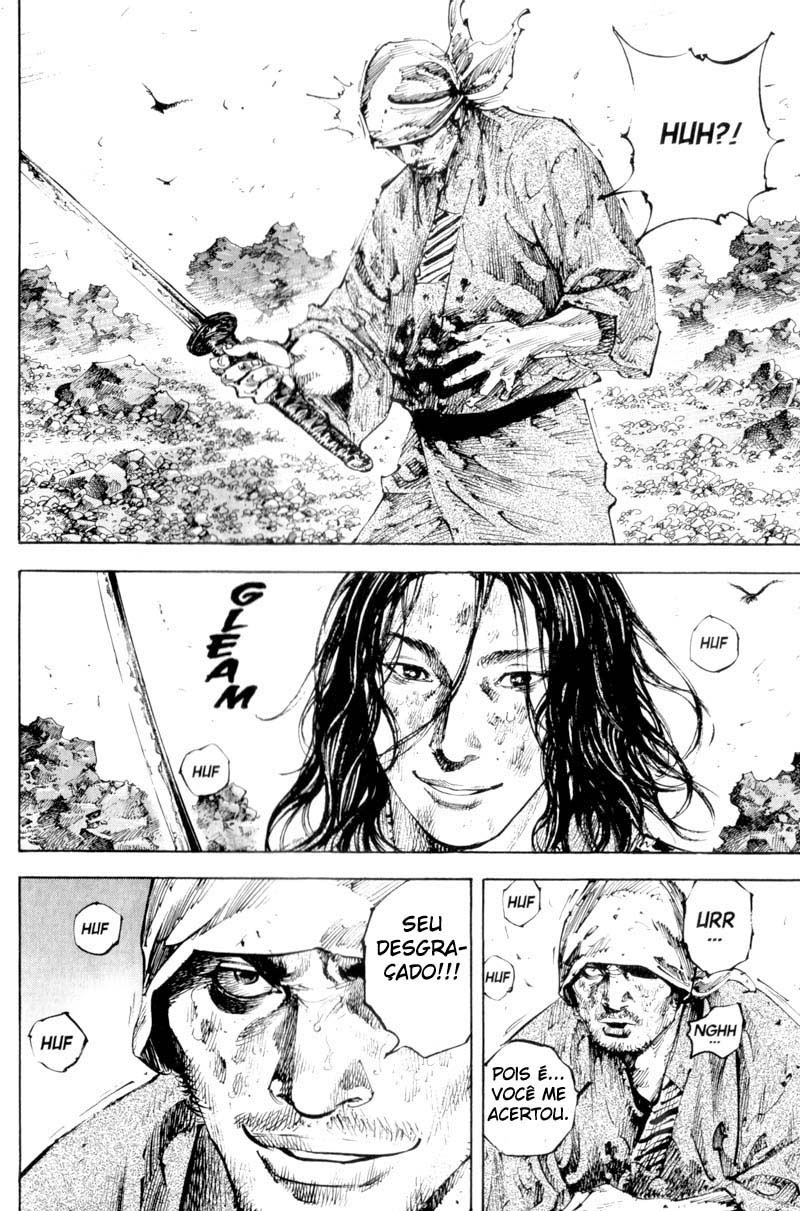 HUH?!
HUF
GLEAM
HUF
URR
...
HUF
HUF
NGHH
...
POIS É...
VOCÊ ME
ACERTOU.
SEU
DESGRA-
ÇADO!!!
HUF
HUF